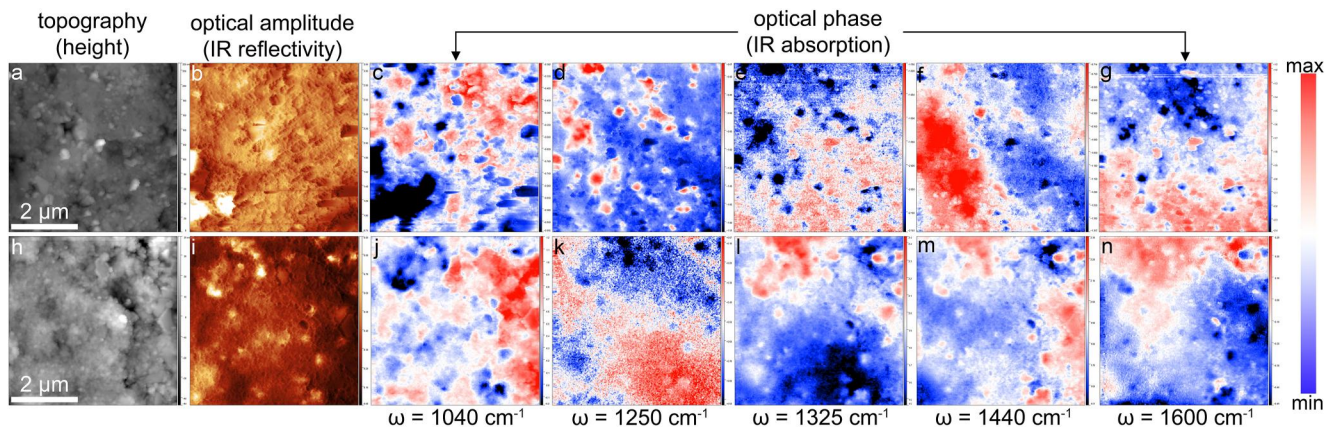 topography
(height)
optical amplitude
(IR reflectivity)
optical phase
(IR absorption)
a
b
c
d
e
f
g
max
2 µm
h
i
j
k
l
m
n
2 µm
min
ω = 1040 cm⁻¹
ω = 1250 cm⁻¹
ω = 1325 cm⁻¹
ω = 1440 cm⁻¹
ω = 1600 cm⁻¹